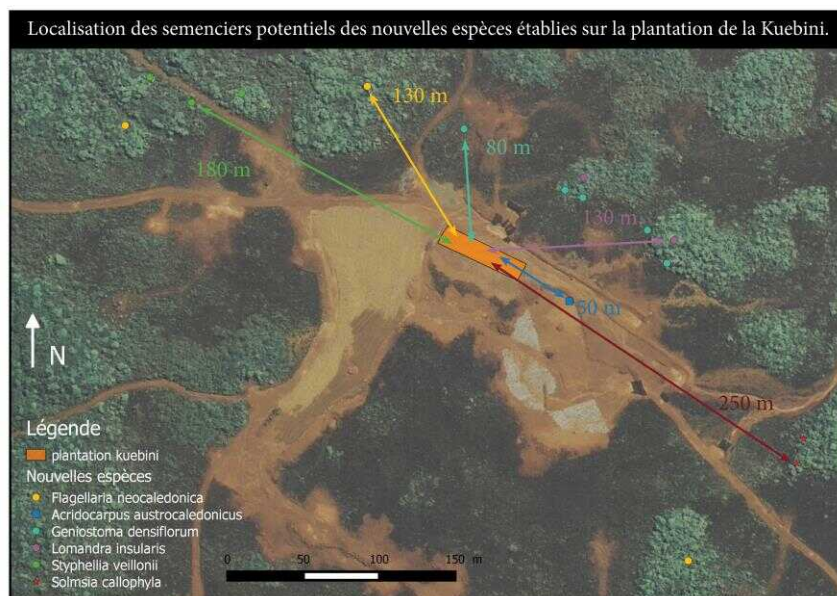 Localisation des semenciers potentiels des nouvelles espèces établies sur la plantation de la Kuebini.
130 m
80 m
180 m
130 m
50 m
N
250 m
Légende
plantation kuebini
Nouvelles espèces
Flagellaria neocaledonica
Acridocarpus austrocaledonicus
Geniostoma densiflorum
Lomandra insularis
Styphellia veillonii
Solmsia callophyla
0 50 100 150 m